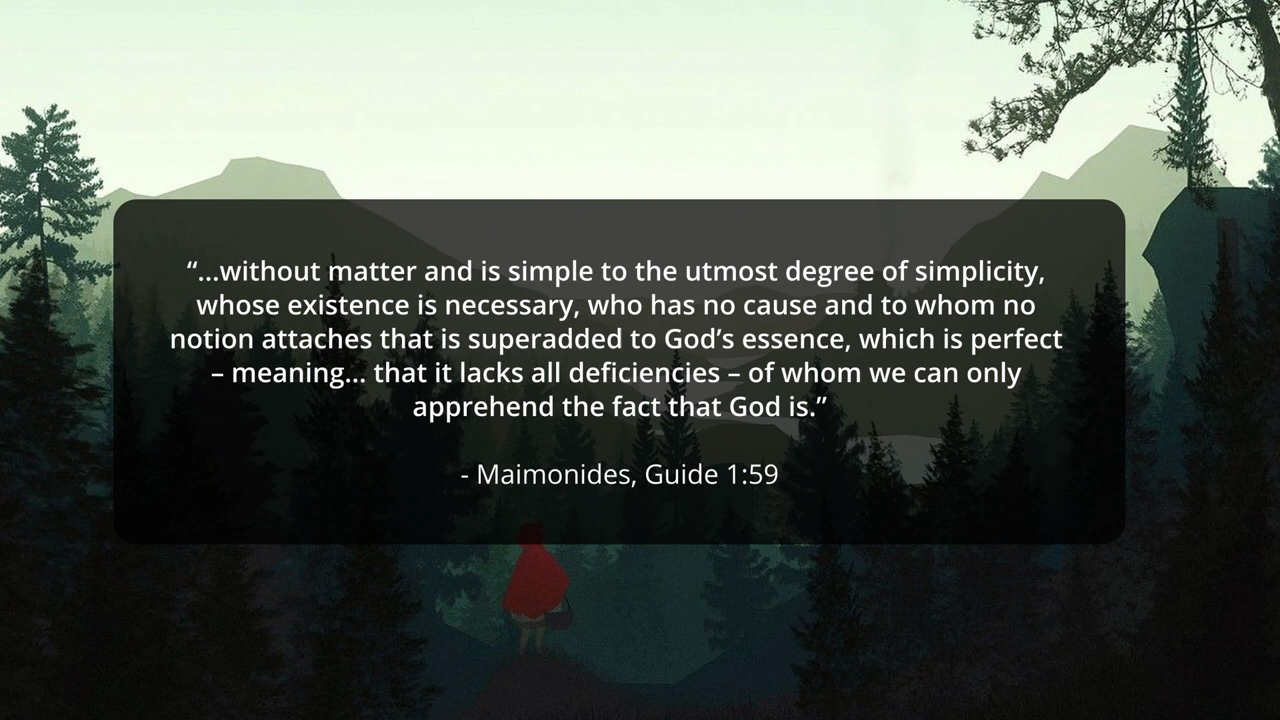 “...without matter and is simple to the utmost degree of simplicity,
whose existence is necessary, who has no cause and to whom no
notion attaches that is superadded to God’s essence, which is perfect
– meaning... that it lacks all deficiencies – of whom we can only
apprehend the fact that God is.”
- Maimonides, Guide 1:59